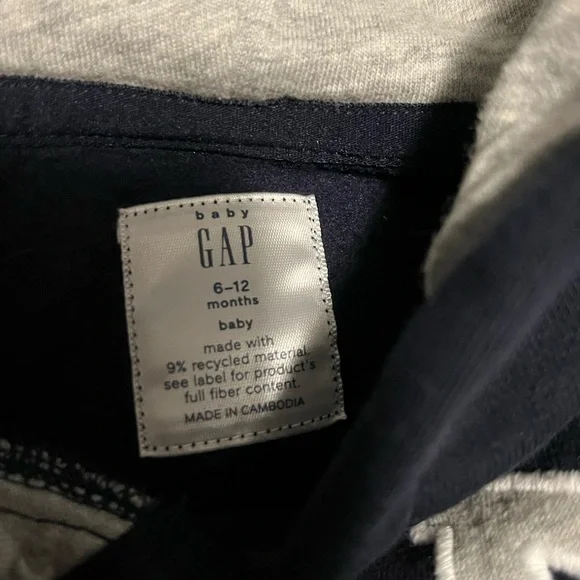 baby
GAP
6-12
months
baby
made with
9% recycled material.
see label for product's
full fiber content.
MADE IN CAMBODIA